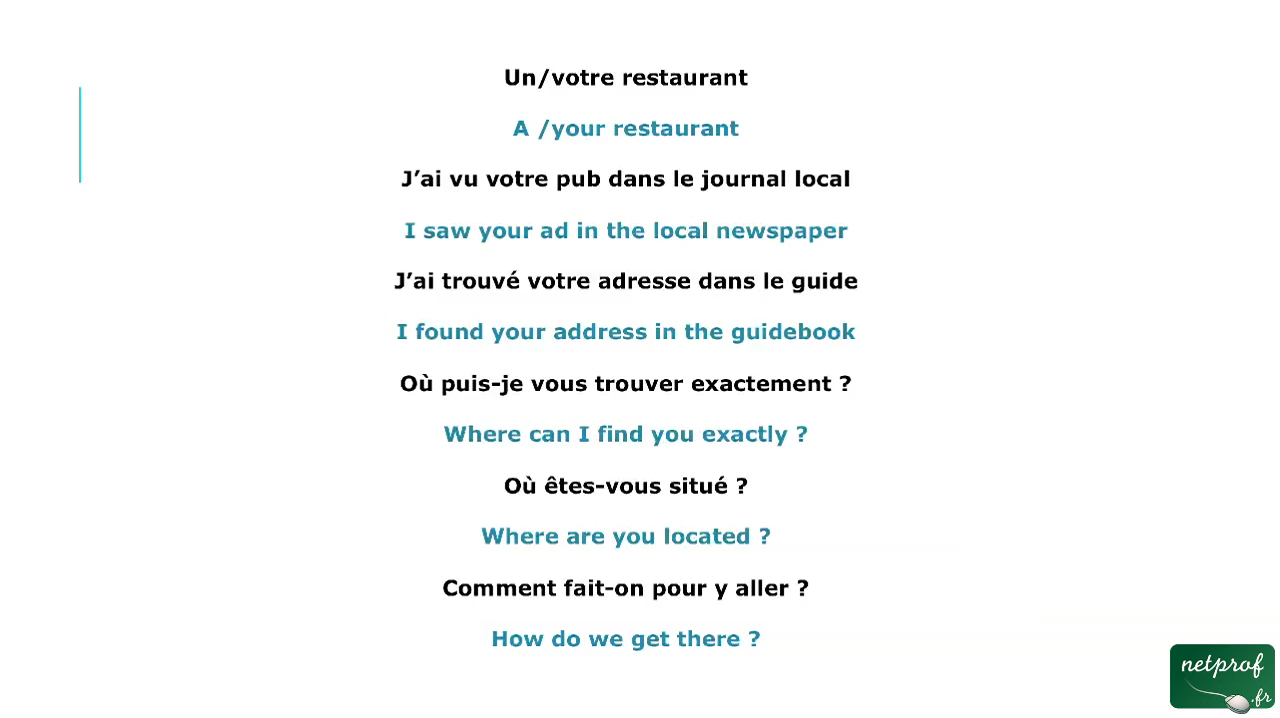 Un/votre restaurant
A /your restaurant
J’ai vu votre pub dans le journal local
I saw your ad in the local newspaper
J’ai trouvé votre adresse dans le guide
I found your address in the guidebook
Où puis-je vous trouver exactement ?
Where can I find you exactly ?
Où êtes-vous situé ?
Where are you located ?
Comment fait-on pour y aller ?
How do we get there ?
netprof
.fr